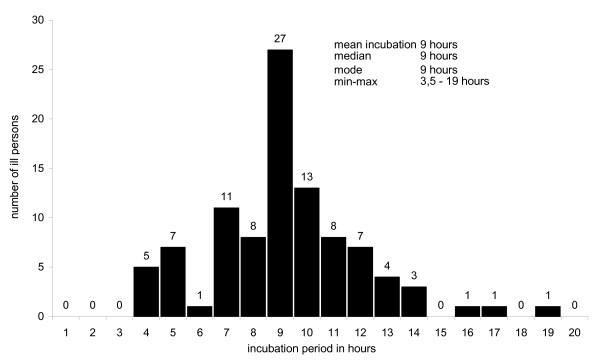 30
mean incubation 9 hours
median 9 hours
mode 9 hours
min-max 3,5 - 19 hours
25
20
15
10
5
0
number of ill persons
0 0 0 5 7 1 11 8 27 13 8 7 4 3 0 1 1 0 1 0
1 2 3 4 5 6 7 8 9 10 11 12 13 14 15 16 17 18 19 20
incubation period in hours